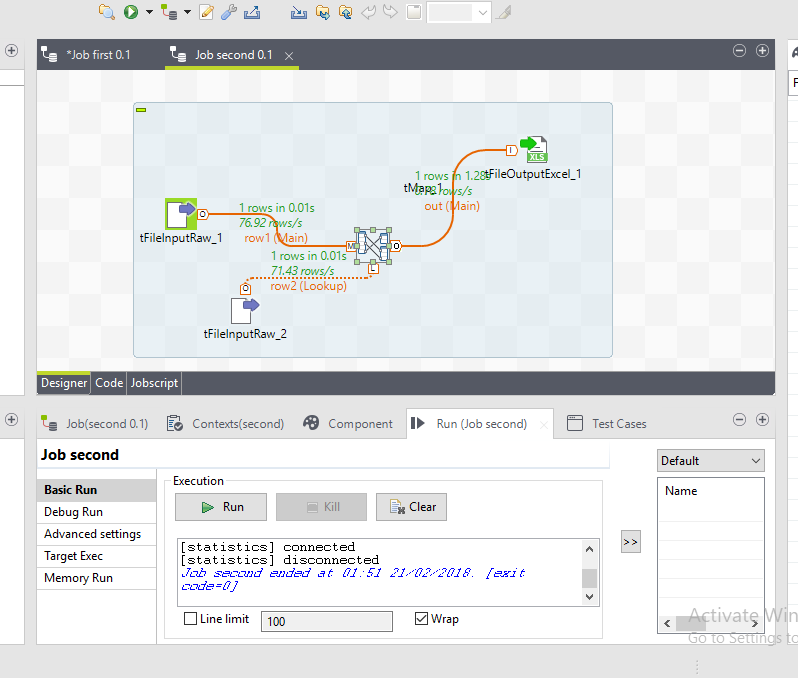 *Job first 0.1
Job second 0.1
XLS
tFileOutputExcel_1
1 rows in 1.28s
tMap_1
out (Main)
1 rows in 0.01s
76.92 rows/s
row1 (Main)
tFileInputRaw_1
1 rows in 0.01s
71.43 rows/s
row2 (Lookup)
tFileInputRaw_2
Designer
Code
Jobscript
Job(second 0.1)
Contexts(second)
Component
Run (Job second)
Test Cases
Job second
Basic Run
Debug Run
Advanced settings
Target Exec
Memory Run
Execution
Run
Kill
Clear
[statistics] connected
[statistics] disconnected
Job second ended at 01:51 21/02/2018. [exit
code=0]
Line limit
100
Wrap
>>
Default
Name
Activate Win
Go to Settings to